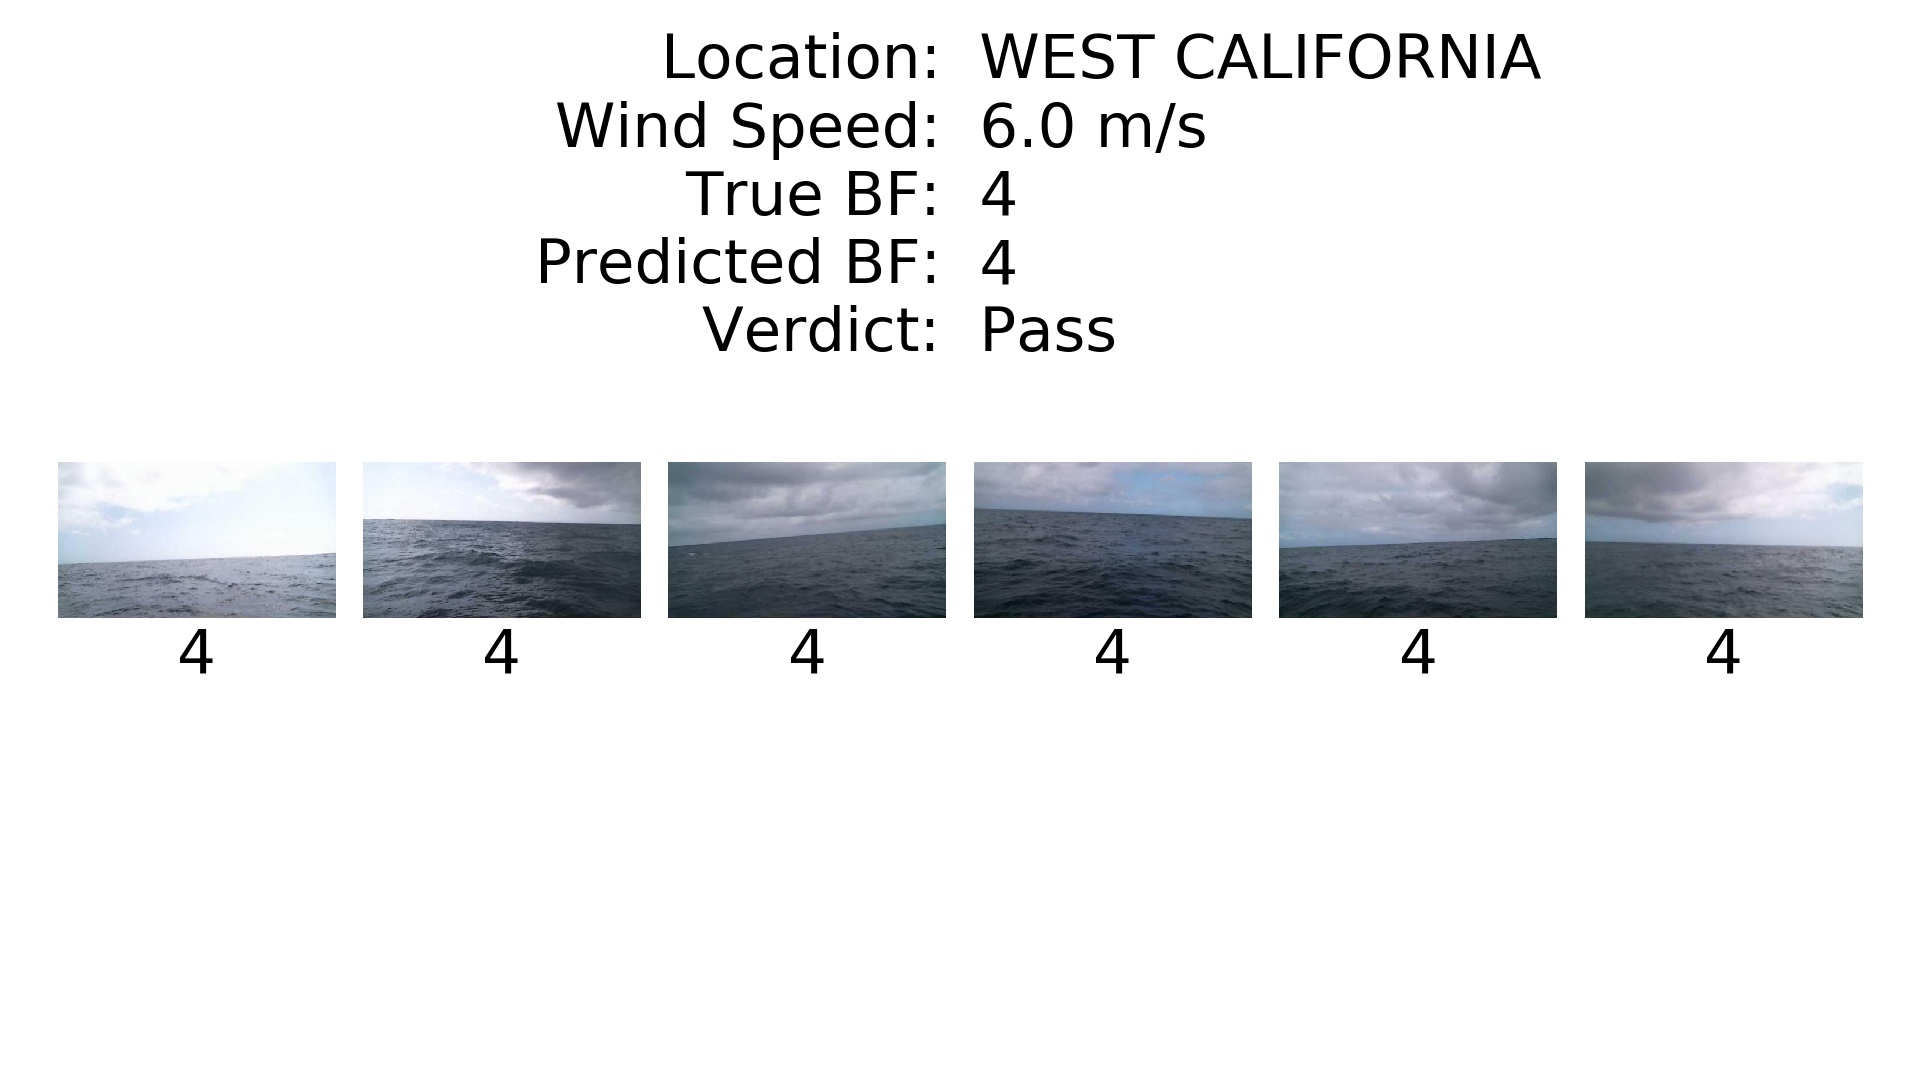 Location: WEST CALIFORNIA
Wind Speed: 6.0 m/s
True BF: 4
Predicted BF: 4
Verdict: Pass
4 4 4 4 4 4